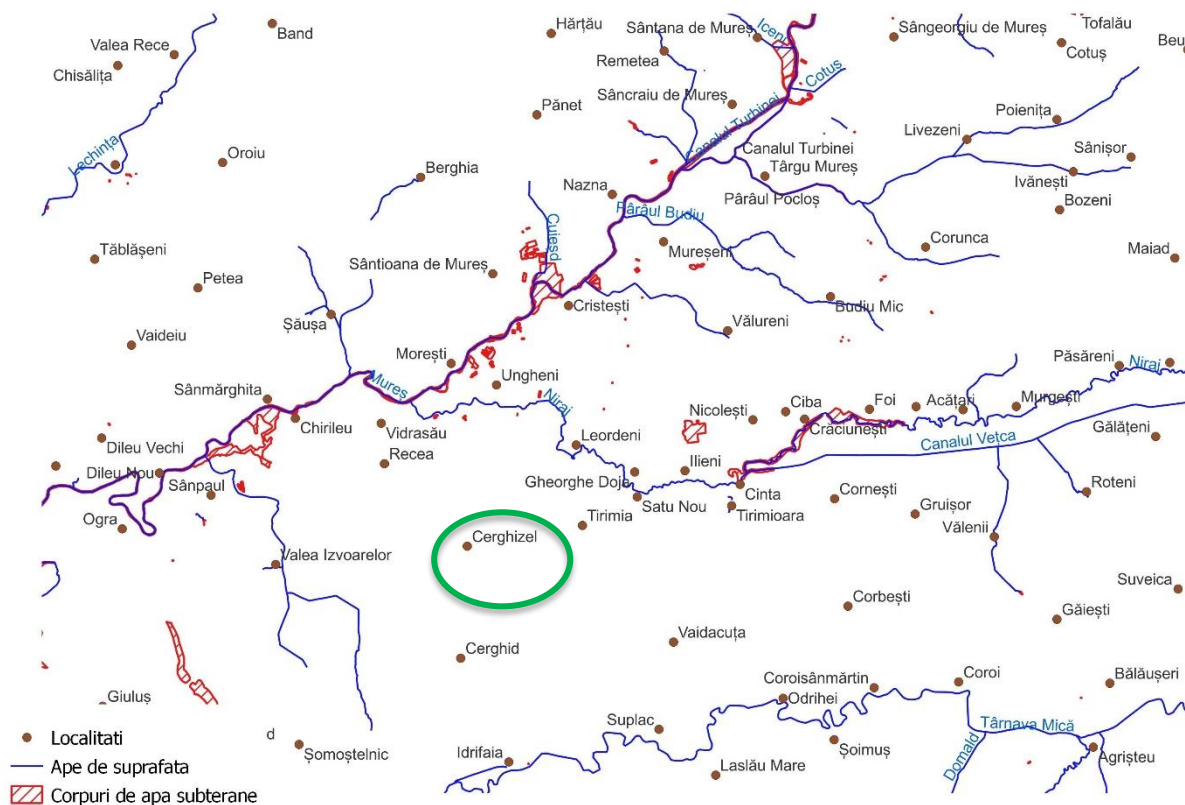 Hărțău
Sântana de Mureș
Icend
Sângeorgiu de Mureș
Tofalău
Band
Valea Rece
Remetea
Cotuș
Beu
Chisălița
Cotus
Sâncraiu de Mureș
Pănet
Canalul Turbinei
Poienița
Livezeni
Lechința
Oroiu
Berghia
Canalul Turbinei
Târgu Mureș
Sânișor
Nazna
Pârâul Pocloș
Ivănești
Bozeni
Pârâul Budiu
Cuiesd
Mureșeni
Corunca
Maiad
Tăblășeni
Sântioana de Mureș
Petea
Cristești
Budiu Mic
Șăușa
Vălureni
Vaideiu
Morești
Păsăreni
Niraj
Ungheni
Mureș
Sânmărghita
Niraj
Nicolești
Ciba
Foi
Acățari
Murgești
Chirileu
Vidrasău
Crăciunești
Leordeni
Canalul Vețca
Gălățeni
Dileu Vechi
Recea
Dileu Nou
Ilieni
Sânpaul
Gheorghe Doja
Cinta
Cornești
Roteni
Satu Nou
Tirimioara
Gruișor
Ogra
Tirimia
Vălenii
Cerghizel
Valea Izvoarelor
Suveica
Corbești
Găiești
Vaidacuța
Cerghid
Coroisânmărtin
Coroi
Bălăușeri
Odrihei
Giuluș
Suplac
Târnava Mică
Șoimuș
Domald
Agrișteu
d
Șomoștelnic
Idrifaia
Laslău Mare
Localitati
Ape de suprafata
Corpuri de apa subterane